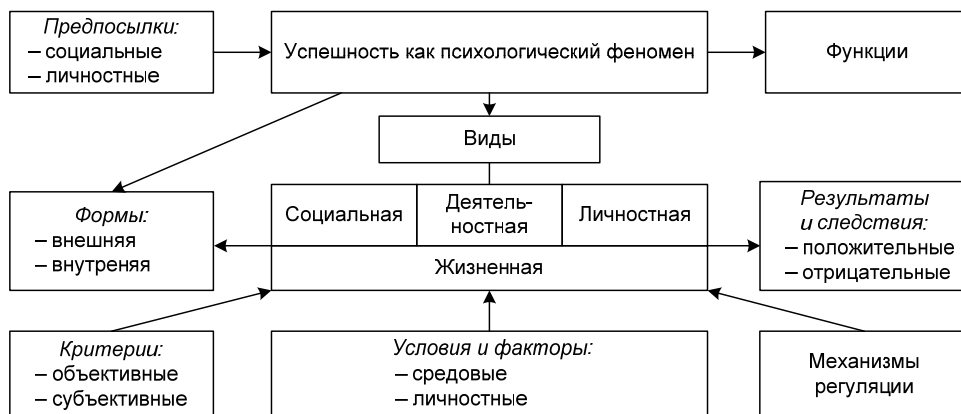 Предпосылки:
– социальные
– личностные
Успешность как психологический феномен
Функции
Виды
Формы:
– внешняя
– внутреняя
Социальная
Деятель-
ностная
Личностная
Жизненная
Результаты
и следствия:
– положительные
– отрицательные
Критерии:
– объективные
– субъективные
Условия и факторы:
– средовые
– личностные
Механизмы
регуляции